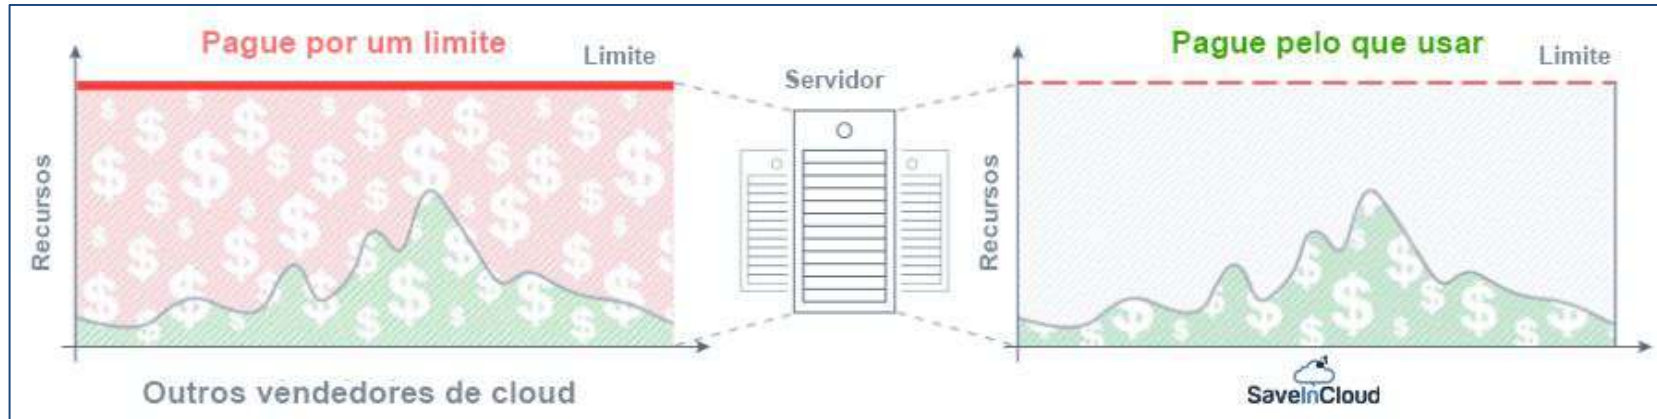 Pague por um limite
Limite
Recursos
Outros vendedores de cloud
Servidor
Pague pelo que usar
Limite
Recursos
SaveInCloud